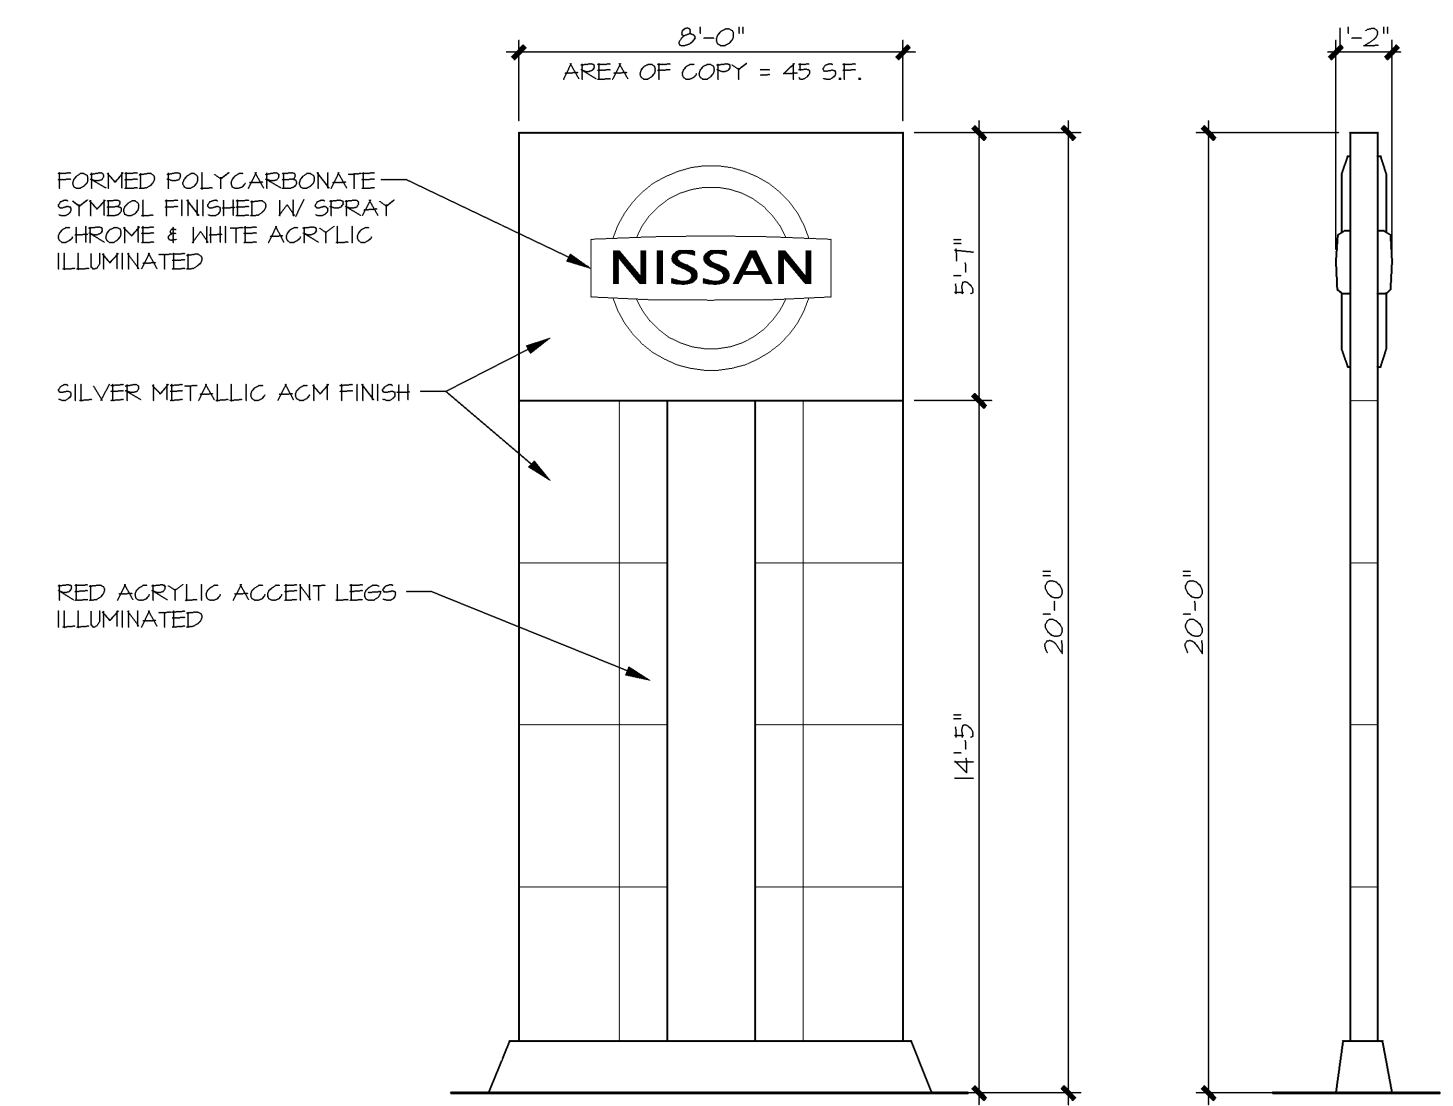 8'-0"
AREA OF COPY = 45 S.F.
1'-2"
FORMED POLYCARBONATE
SYMBOL FINISHED W/ SPRAY
CHROME & WHITE ACRYLIC
ILLUMINATED
NISSAN
5'-7"
SILVER METALLIC ACM FINISH
RED ACRYLIC ACCENT LEGS
ILLUMINATED
20'-0"
20'-0"
14'-5"